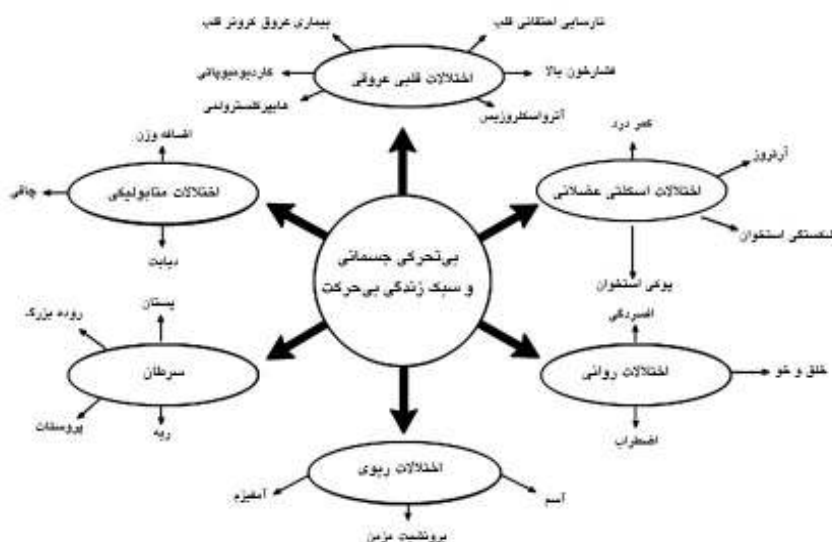 نارسایی احتقانی قلب
بیماری عروق کرونر قلب
اختلالات قلبی عروقی
فشارخون بالا
کاردیومیوپاتی
هایپرکلسترولمی
آترواسکلروزیس
کمر درد
آرتروز
اختلالات اسکلتی عضلانی
شکستگی استخوان
پوکی استخوان
اضافه وزن
اختلالات متابولیکی
چاقی
دیابت
بی‌تحرکی جسمانی
و سبک زندگی بی‌حرکت
افسردگی
اختلالات روانی
خلق و خو
اضطراب
پستان
روده بزرگ
سرطان
پروستات
ریه
اختلالات ریوی
آسم
آمفیزم
برونشیت مزمن